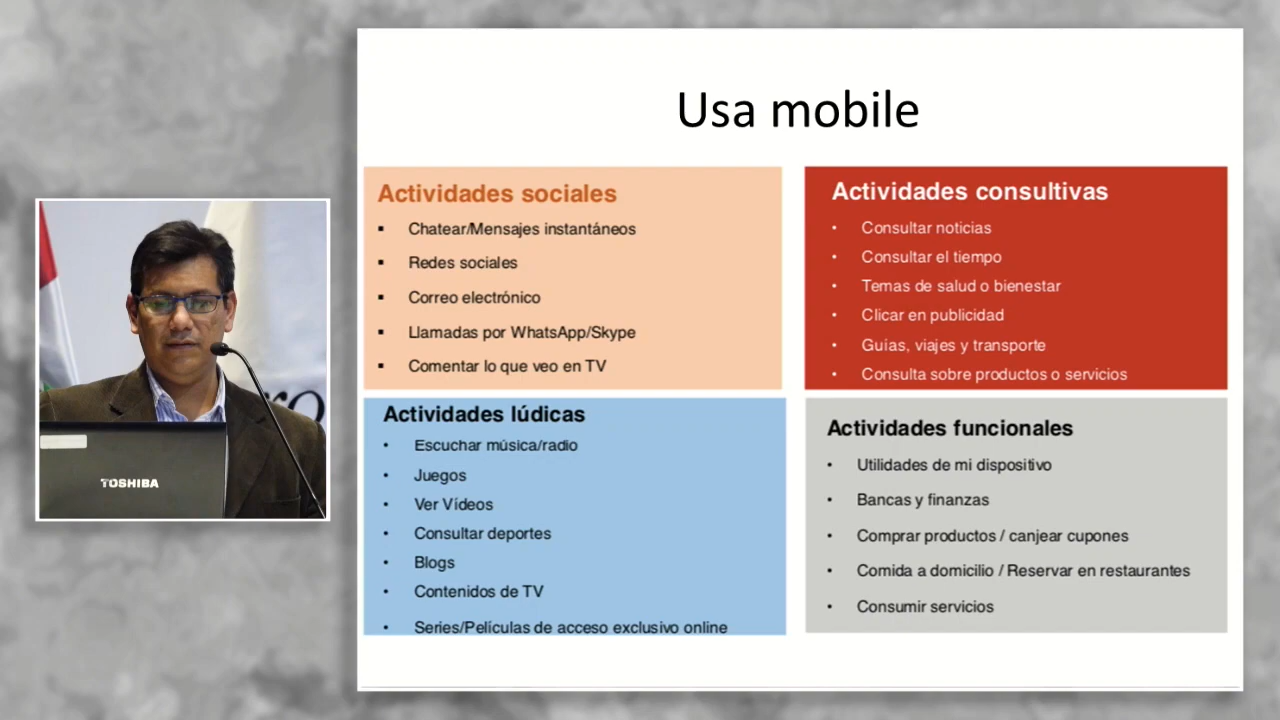 Usa mobile
Actividades sociales
▪ Chatear/Mensajes instantáneos
▪ Redes sociales
▪ Correo electrónico
▪ Llamadas por WhatsApp/Skype
▪ Comentar lo que veo en TV
Actividades consultivas
• Consultar noticias
• Consultar el tiempo
• Temas de salud o bienestar
• Clicar en publicidad
• Guias, viajes y transporte
• Consulta sobre productos o servicios
Actividades lúdicas
• Escuchar música/radio
• Juegos
• Ver Vídeos
• Consultar deportes
• Blogs
• Contenidos de TV
• Series/Películas de acceso exclusivo online
Actividades funcionales
• Utilidades de mi dispositivo
• Bancas y finanzas
• Comprar productos / canjear cupones
• Comida a domicilio / Reservar en restaurantes
• Consumir servicios
TOSHIBA